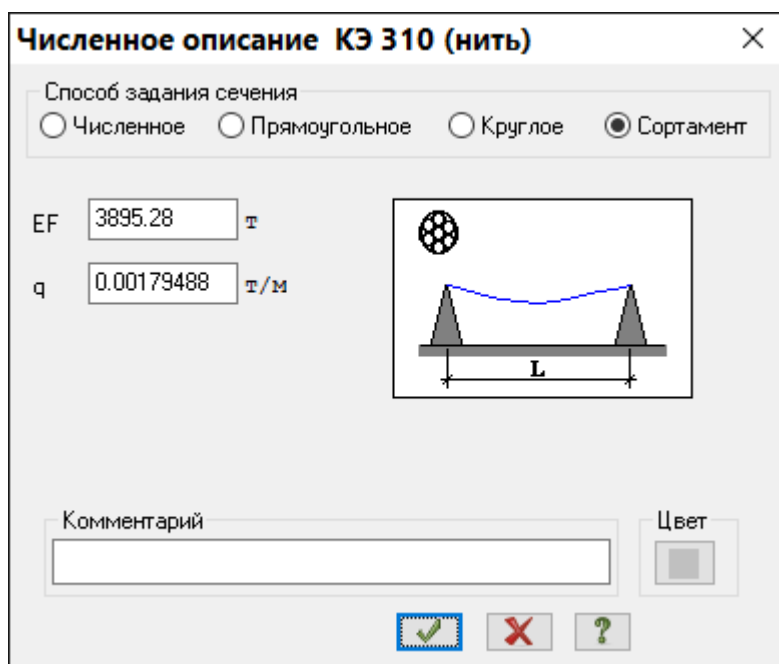 Численное описание КЭ 310 (нить)
Способ задания сечения
Численное Прямоугольное Круглое Сортамент
EF 3895.28 т
q 0.00179488 т/м
L
Комментарий
Цвет
?